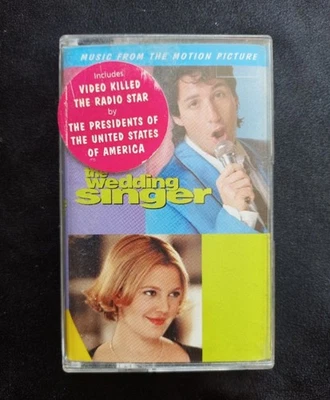 MUSIC FROM THE MOTION PICTURE
Includes
VIDEO KILLED
THE RADIO STAR
by
THE PRESIDENTS OF
THE UNITED STATES
OF AMERICA
the
wedding
singer